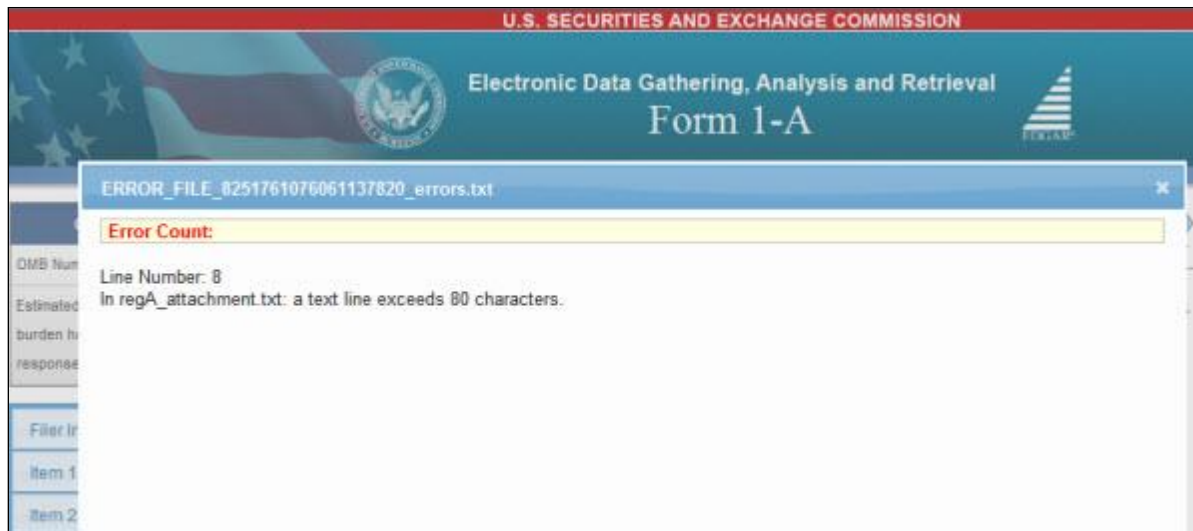 U.S. SECURITIES AND EXCHANGE COMMISSION
Electronic Data Gathering, Analysis and Retrieval
Form 1-A
EDGAR
ERROR_FILE_8251761076061137820_errors.txt
×
Error Count:
Line Number: 8
In regA_attachment.txt: a text line exceeds 80 characters.
OMB Num
Estimated
burden h
response
Filer In
Item 1
Item 2